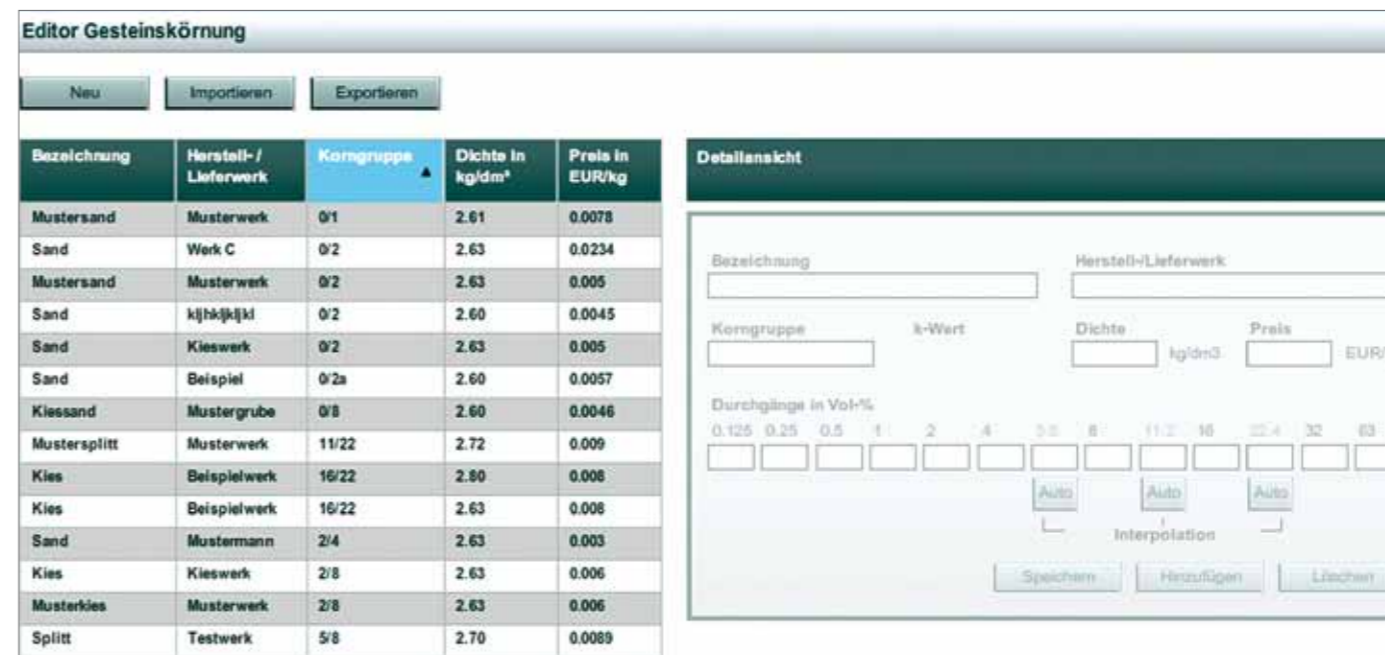 Editor Gesteinskörnung
Neu Importieren Exportieren
Bezeichnung Herstell-/ Lieferwerk Korngruppe Dichte in kg/dm³ Preis in EUR/kg
Mustersand Musterwerk 0/1 2.61 0.0078
Sand Werk C 0/2 2.63 0.0234
Mustersand Musterwerk 0/2 2.63 0.005
Sand kljhkljkljkl 0/2 2.60 0.0045
Sand Kieswerk 0/2 2.63 0.005
Sand Beispiel 0/2a 2.60 0.0057
Kiessand Mustergrube 0/8 2.60 0.0046
Mustersplitt Musterwerk 11/22 2.72 0.009
Kies Beispielwerk 16/22 2.80 0.008
Kies Beispielwerk 16/22 2.63 0.008
Sand Mustermann 2/4 2.63 0.003
Kies Kieswerk 2/8 2.63 0.006
Musterkies Musterwerk 2/8 2.63 0.006
Splitt Testwerk 5/8 2.70 0.0089
Detailansicht
Bezeichnung Herstell-/Lieferwerk
Korngruppe k-Wert Dichte Preis
kg/dm3 EUR/
Durchgänge in Vol-%
0.125 0.25 0.5 1 2 4 5.6 8 11.2 16 22.4 32 63
Auto Auto Auto
Interpolation
Speichern Hinzufügen Löschen